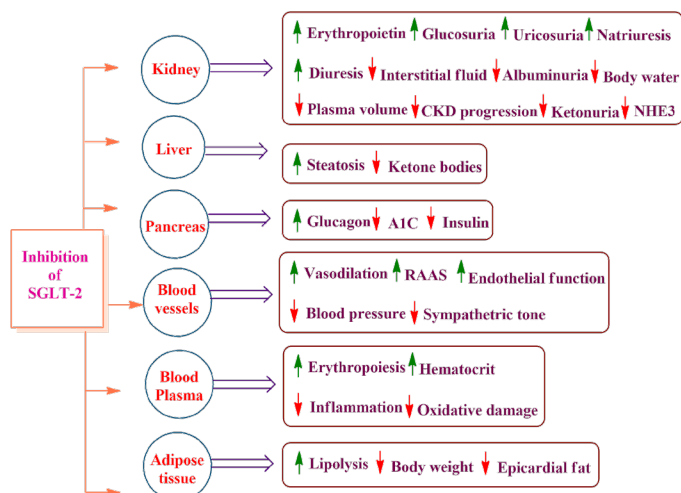 Inhibition
of
SGLT-2
Kidney
↑ Erythropoietin ↑ Glucosuria ↑ Uricosuria ↑ Natriuresis
↑ Diuresis ↓ Interstitial fluid ↓ Albuminuria ↓ Body water
↓ Plasma volume ↓ CKD progression ↓ Ketonuria ↓ NHE3
Liver
↑ Steatosis ↓ Ketone bodies
Pancreas
↑ Glucagon ↓ A1C ↓ Insulin
Blood
vessels
↑ Vasodilation ↑ RAAS ↑ Endothelial function
↓ Blood pressure ↓ Sympathetric tone
Blood
Plasma
↑ Erythropoiesis ↑ Hematocrit
↓ Inflammation ↓ Oxidative damage
Adipose
tissue
↑ Lipolysis ↓ Body weight ↓ Epicardial fat